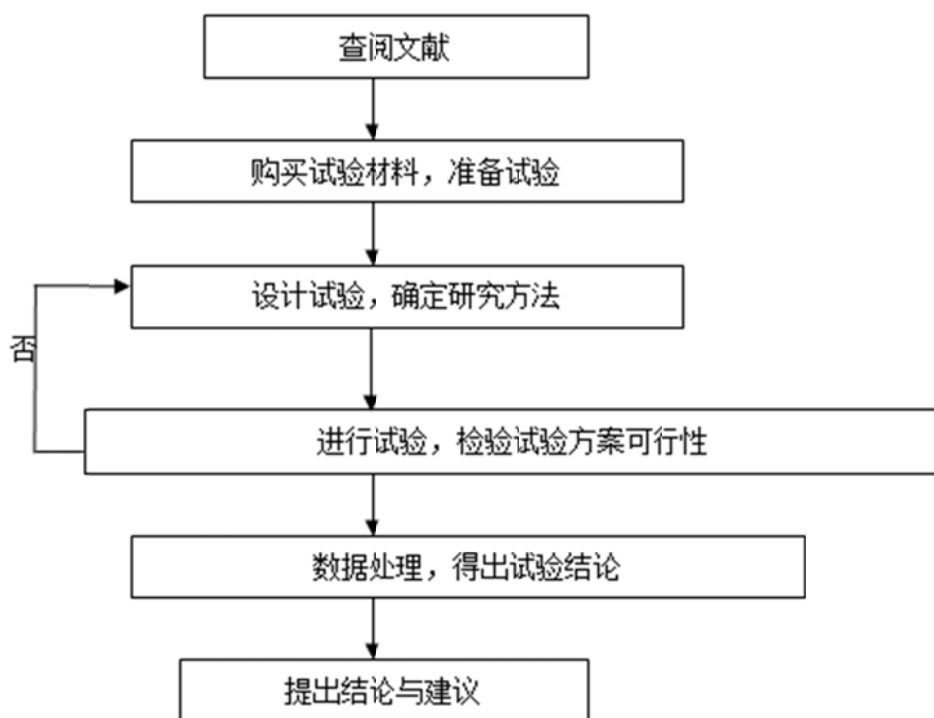 查阅文献
购买试验材料，准备试验
设计试验，确定研究方法
否
进行试验，检验试验方案可行性
数据处理，得出试验结论
提出结论与建议